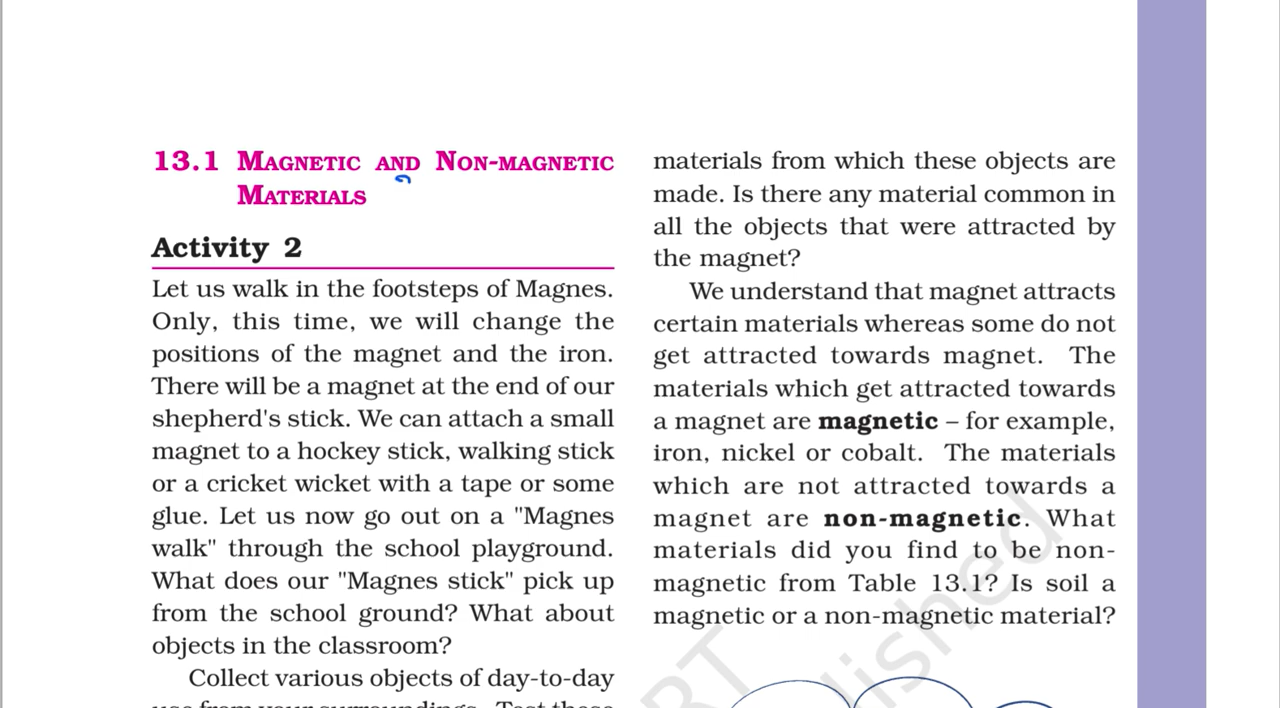 13.1 MAGNETIC AND NON-MAGNETIC
MATERIALS
Activity 2
Let us walk in the footsteps of Magnes.
Only, this time, we will change the
positions of the magnet and the iron.
There will be a magnet at the end of our
shepherd's stick. We can attach a small
magnet to a hockey stick, walking stick
or a cricket wicket with a tape or some
glue. Let us now go out on a "Magnes
walk" through the school playground.
What does our "Magnes stick" pick up
from the school ground? What about
objects in the classroom?
Collect various objects of day-to-day
materials from which these objects are
made. Is there any material common in
all the objects that were attracted by
the magnet?
We understand that magnet attracts
certain materials whereas some do not
get attracted towards magnet. The
materials which get attracted towards
a magnet are magnetic – for example,
iron, nickel or cobalt. The materials
which are not attracted towards a
magnet are non-magnetic. What
materials did you find to be non-
magnetic from Table 13.1? Is soil a
magnetic or a non-magnetic material?